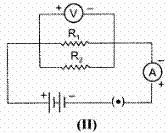 + V −
R₁
R₂
−
A
+
+ −
(•)
(II)